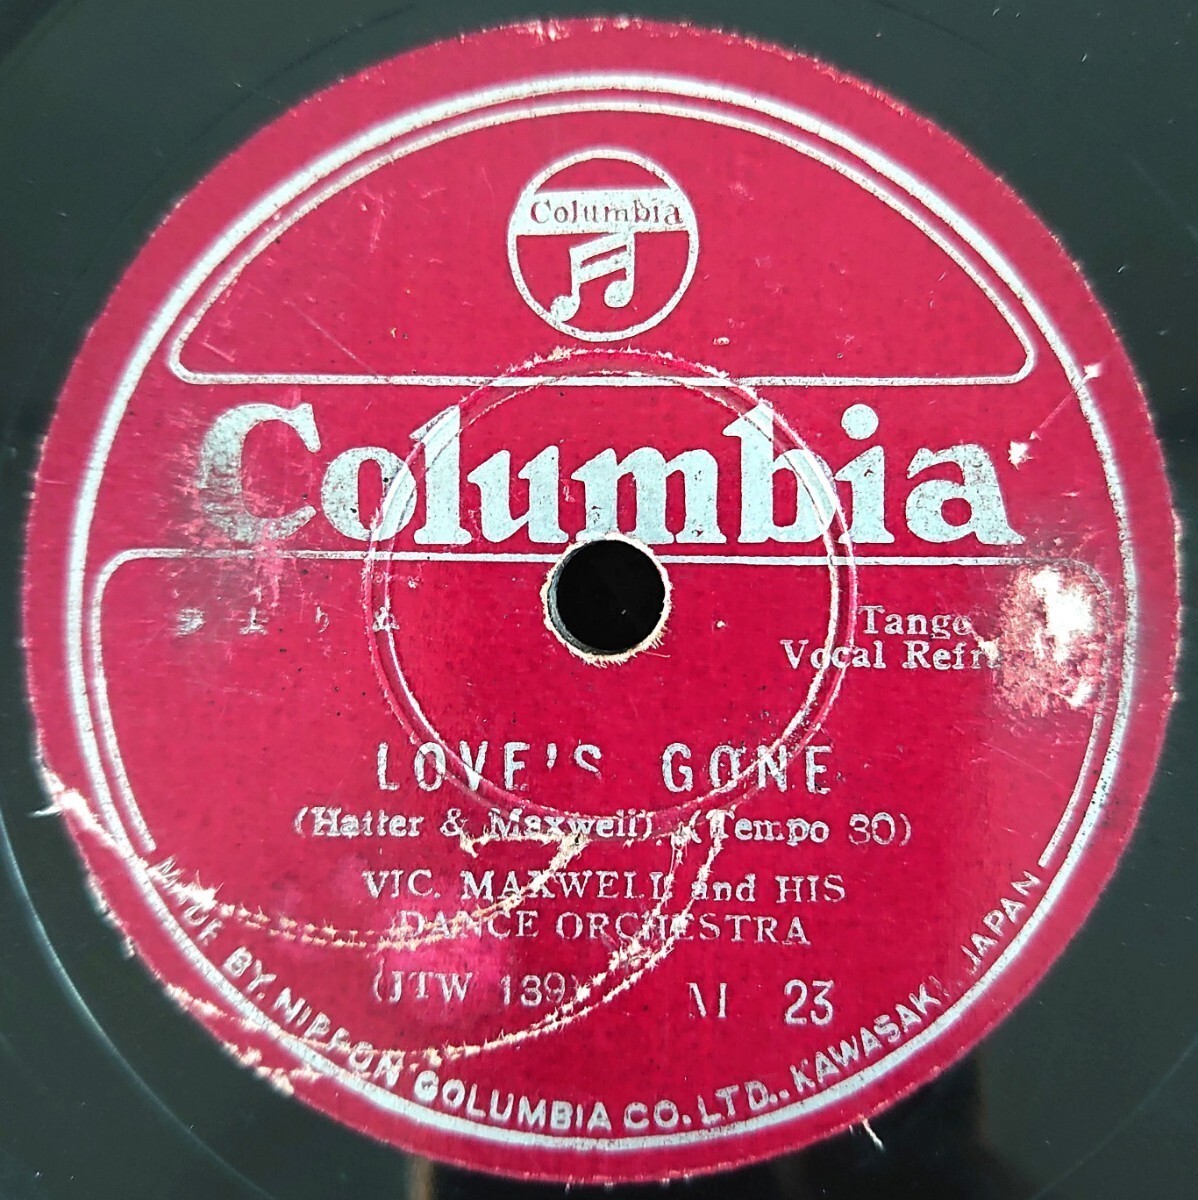 Columbia
Columbia
Tango
Vocal
LOVE'S GONE
(Hatter & Maxwell) (Tempo 30)
VIC. MAXWELL and HIS
DANCE ORCHESTRA
(JTW 139) M 23
MADE BY. NIPPON COLUMBIA CO. LTD., KAWASAKI, JAPAN